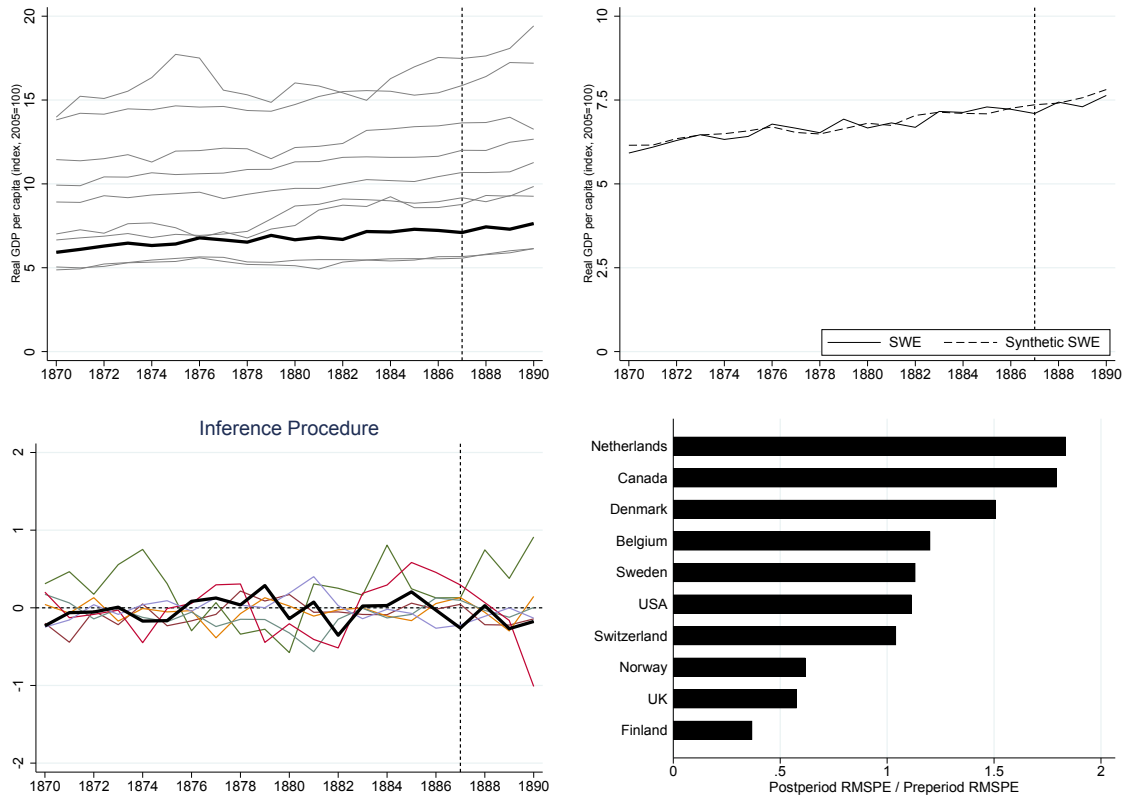 Real GDP per capita (index, 2005=100)
20
15
10
5
0
1870 1872 1874 1876 1878 1880 1882 1884 1886 1888 1890
Real GDP per capita (index, 2005=100)
10
7.5
5
2.5
0
SWE Synthetic SWE
1870 1872 1874 1876 1878 1880 1882 1884 1886 1888 1890
Inference Procedure
2
1
0
-1
-2
1870 1872 1874 1876 1878 1880 1882 1884 1886 1888 1890
Netherlands
Canada
Denmark
Belgium
Sweden
USA
Switzerland
Norway
UK
Finland
0 .5 1 1.5 2
Postperiod RMSPE / Preperiod RMSPE